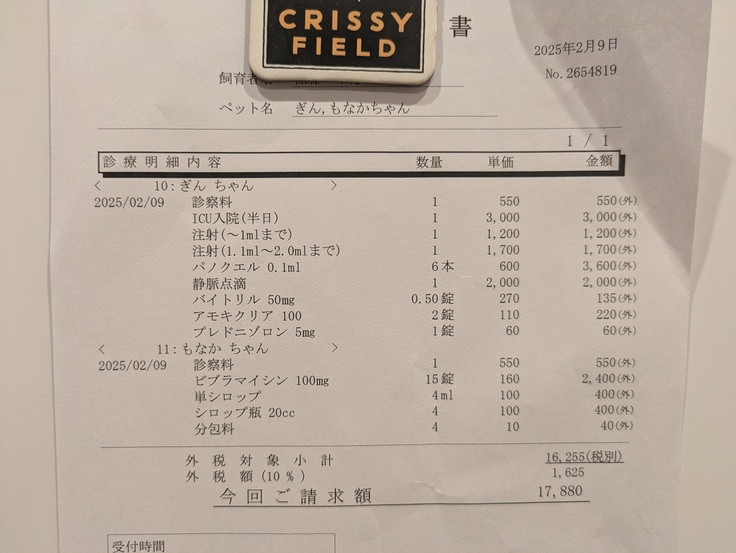 CRISSY
FIELD
書
2025年2月9日
No.2654819
飼育者
ペット名 ぎん,もなかちゃん
1 / 1
診療明細内容 数量 単価 金額
< 10:ぎん ちゃん >
2025/02/09 診察料 1 550 550(外)
ICU入院(半日) 1 3,000 3,000(外)
注射(～1mlまで) 1 1,200 1,200(外)
注射(1.1ml～2.0mlまで) 1 1,700 1,700(外)
パノクエル 0.1ml 6本 600 3,600(外)
静脈点滴 1 2,000 2,000(外)
バイトリル 50mg 0.50錠 270 135(外)
アモキクリア 100 2錠 110 220(外)
プレドニゾロン 5mg 1錠 60 60(外)
< 11:もなか ちゃん >
2025/02/09 診察料 1 550 550(外)
ビブラマイシン 100mg 15錠 160 2,400(外)
単シロップ 4ml 100 400(外)
シロップ瓶 20cc 4 100 400(外)
分包料 4 10 40(外)
外税対象小計 16,255(税別)
外税額(10%) 1,625
今回ご請求額 17,880
受付時間